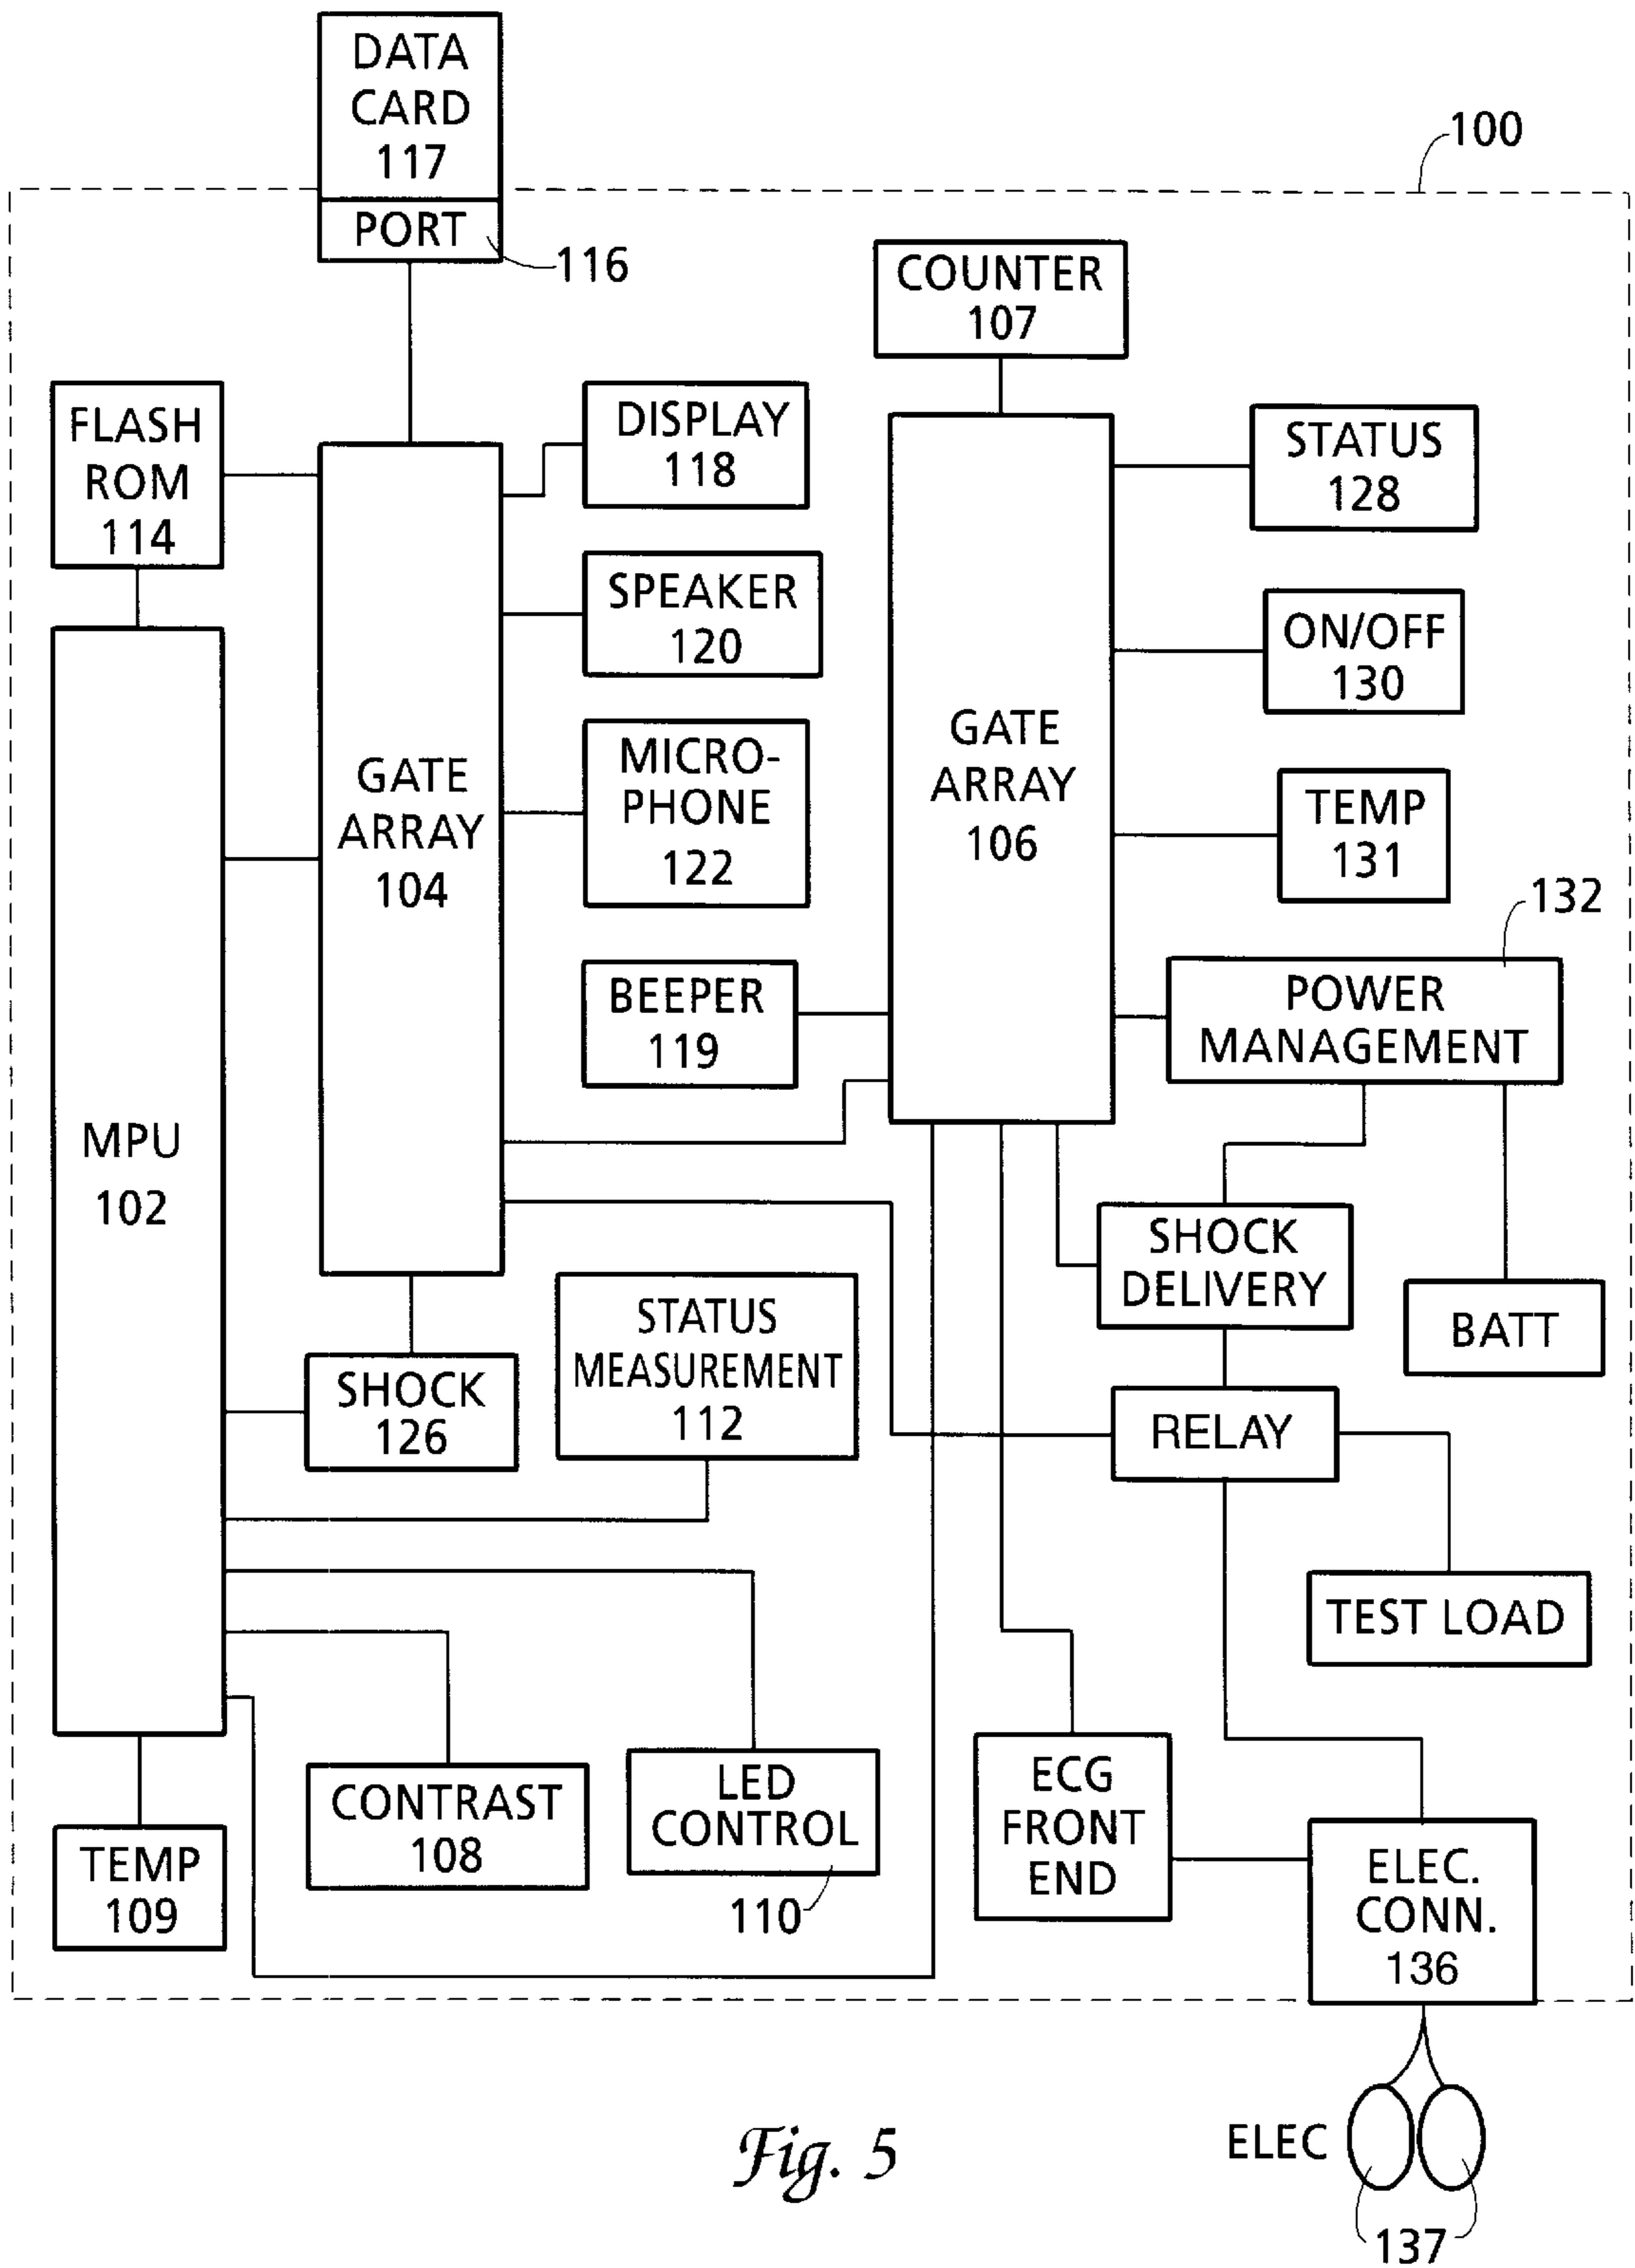 DATA
CARD
117
PORT
116
100
COUNTER
107
FLASH
ROM
114
DISPLAY
118
STATUS
128
SPEAKER
120
ON/OFF
130
MICRO-
PHONE
122
GATE
ARRAY
104
GATE
ARRAY
106
TEMP
131
132
BEEPER
119
POWER
MANAGEMENT
MPU
102
SHOCK
DELIVERY
BATT
STATUS
MEASUREMENT
112
SHOCK
126
RELAY
TEST LOAD
CONTRAST
108
LED
CONTROL
110
ECG
FRONT
END
TEMP
109
ELEC.
CONN.
136
ELEC
137
Fig. 5